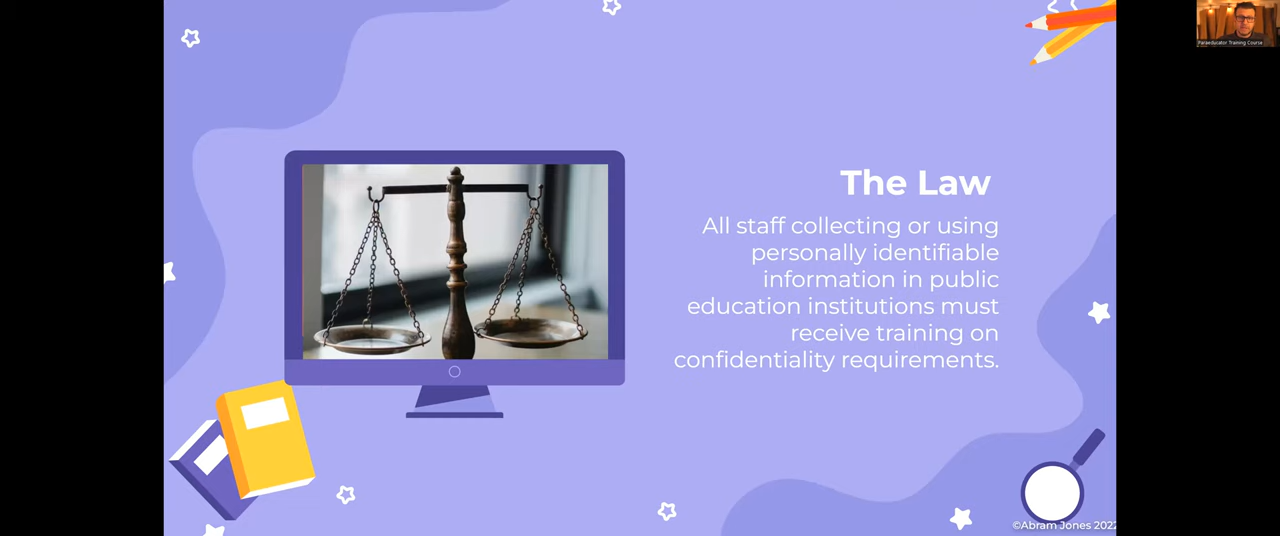 Paraeducator Training Course
The Law
All staff collecting or using
personally identifiable
information in public
education institutions must
receive training on
confidentiality requirements.
©Abram Jones 2022